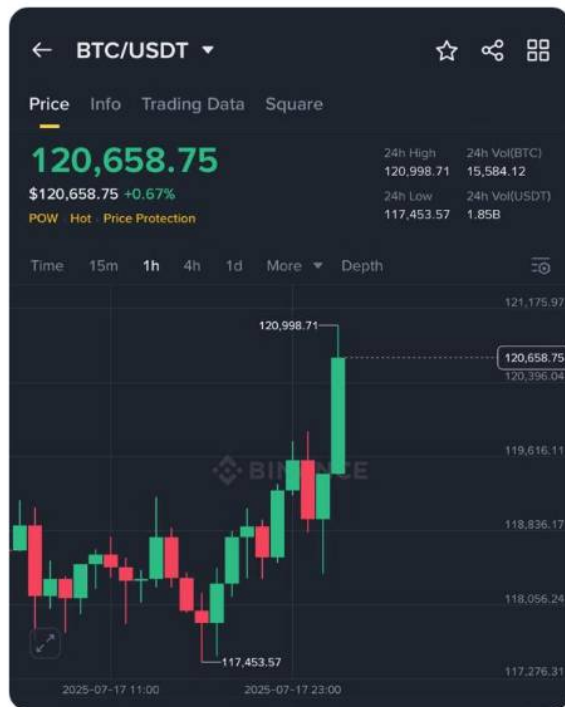 BTC/USDT
Price Info Trading Data Square
120,658.75
$120,658.75 +0.67%
POW Hot Price Protection
24h High 24h Vol(BTC)
120,998.71 15,584.12
24h Low 24h Vol(USDT)
117,453.57 1.85B
Time 15m 1h 4h 1d More Depth
121,175.97
120,998.71
120,658.75
120,396.04
119,616.11
BINANCE
118,836.17
118,056.24
117,453.57
117,276.31
2025-07-17 11:00 2025-07-17 23:00